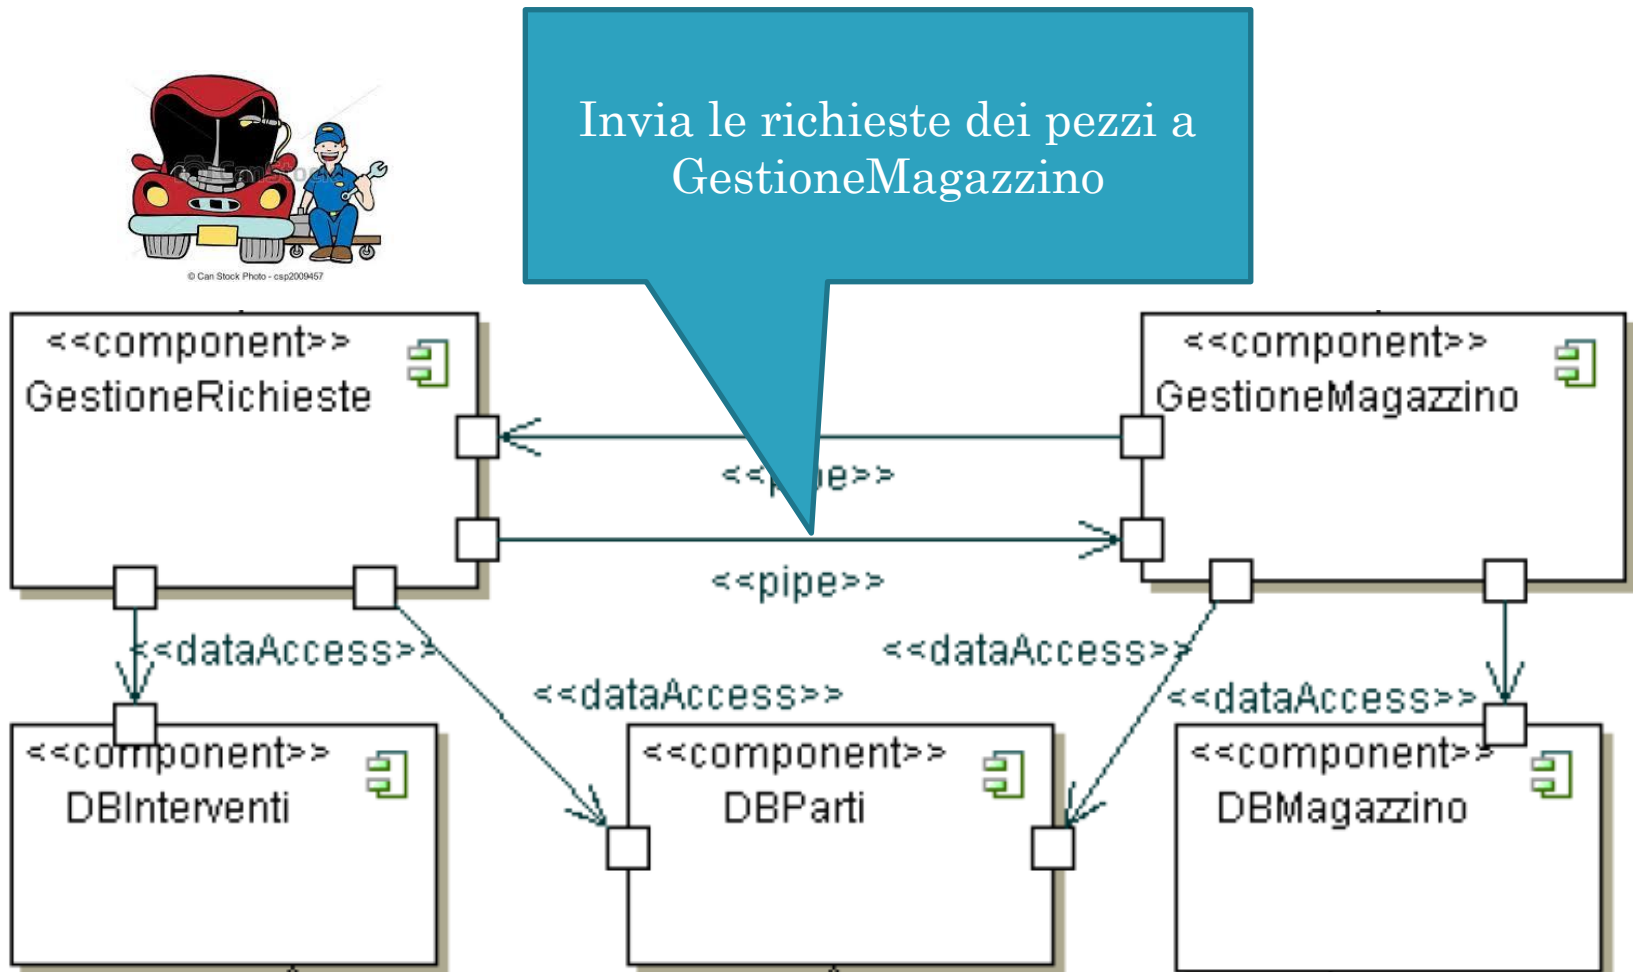 Invia le richieste dei pezzi a
GestioneMagazzino
© Can Stock Photo - csp2009457
<<component>>
GestioneRichieste
<<component>>
GestioneMagazzino
<<pipe>>
<<dataAccess>>
<<dataAccess>>
<<dataAccess>>
<<dataAccess>>
<<component>>
DBInterventi
<<component>>
DBParti
<<component>>
DBMagazzino